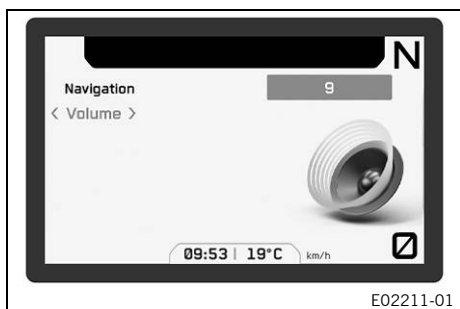 N
Navigation
9
< Volume >
09:53 | 19°C km/h
0
E02211-01